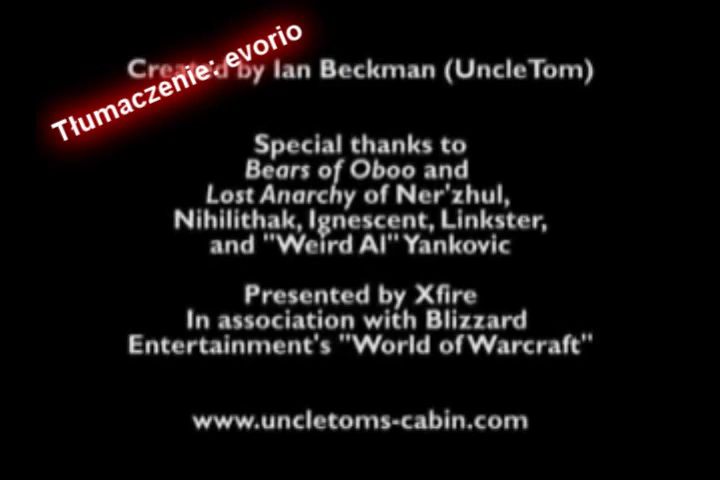 Tłumaczenie: evorio
Created by Ian Beckman (UncleTom)
Special thanks to
Bears of Oboo and
Lost Anarchy of Ner'zhul,
Nihilithak, Ignescent, Linkster,
and "Weird Al" Yankovic
Presented by Xfire
In association with Blizzard
Entertainment's "World of Warcraft"
www.uncletoms-cabin.com